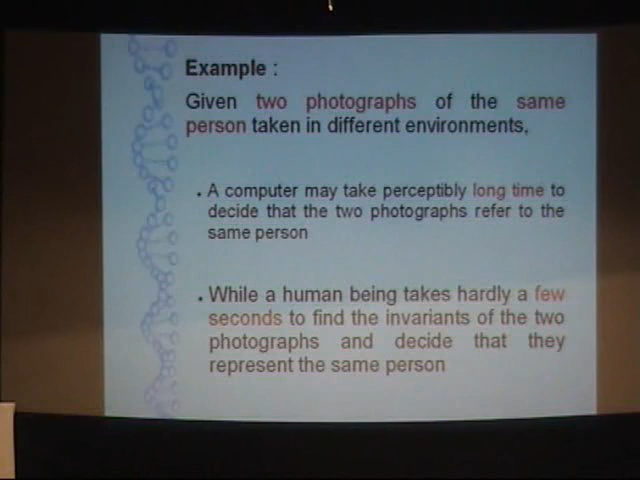 Example :
Given two photographs of the same
person taken in different environments,
. A computer may take perceptibly long time to
decide that the two photographs refer to the
same person
. While a human being takes hardly a few
seconds to find the invariants of the two
photographs and decide that they
represent the same person